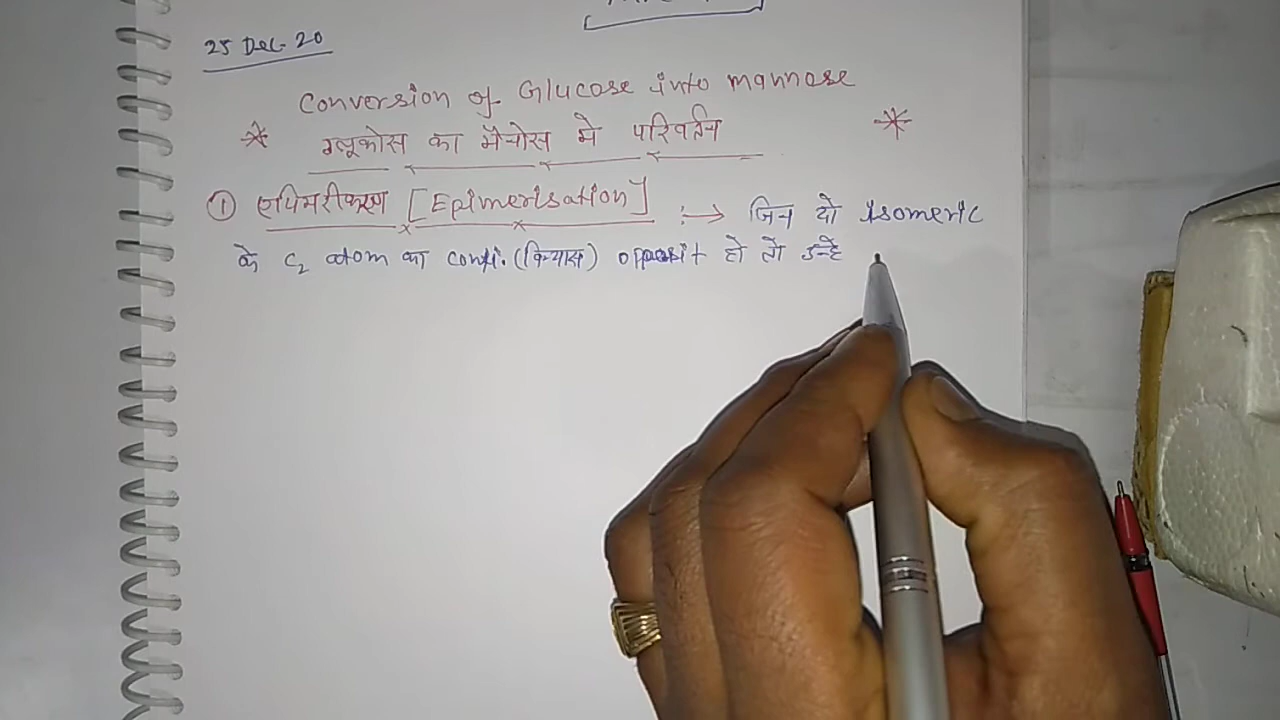 25 Dec-20
Conversion of Glucose into mannose
* ग्लूकोस का मैनोस मे परिवर्तन *
① एपिमरीकरण [Epimerisation] :→ जिन दो isomeric
के C₂ atom का confi. (विन्यास) opposit हो तो उन्हे